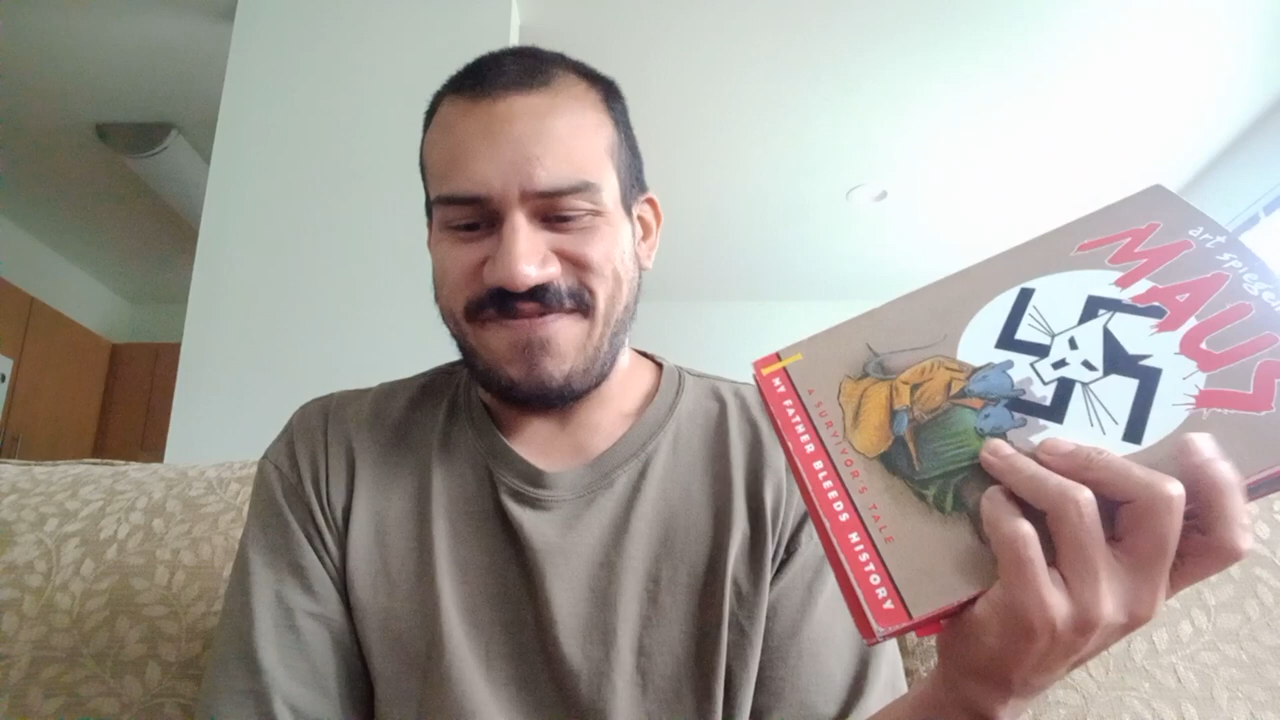 art spiegel
MAUS
A SURVIVOR'S TALE
I
MY FATHER BLEEDS HISTORY